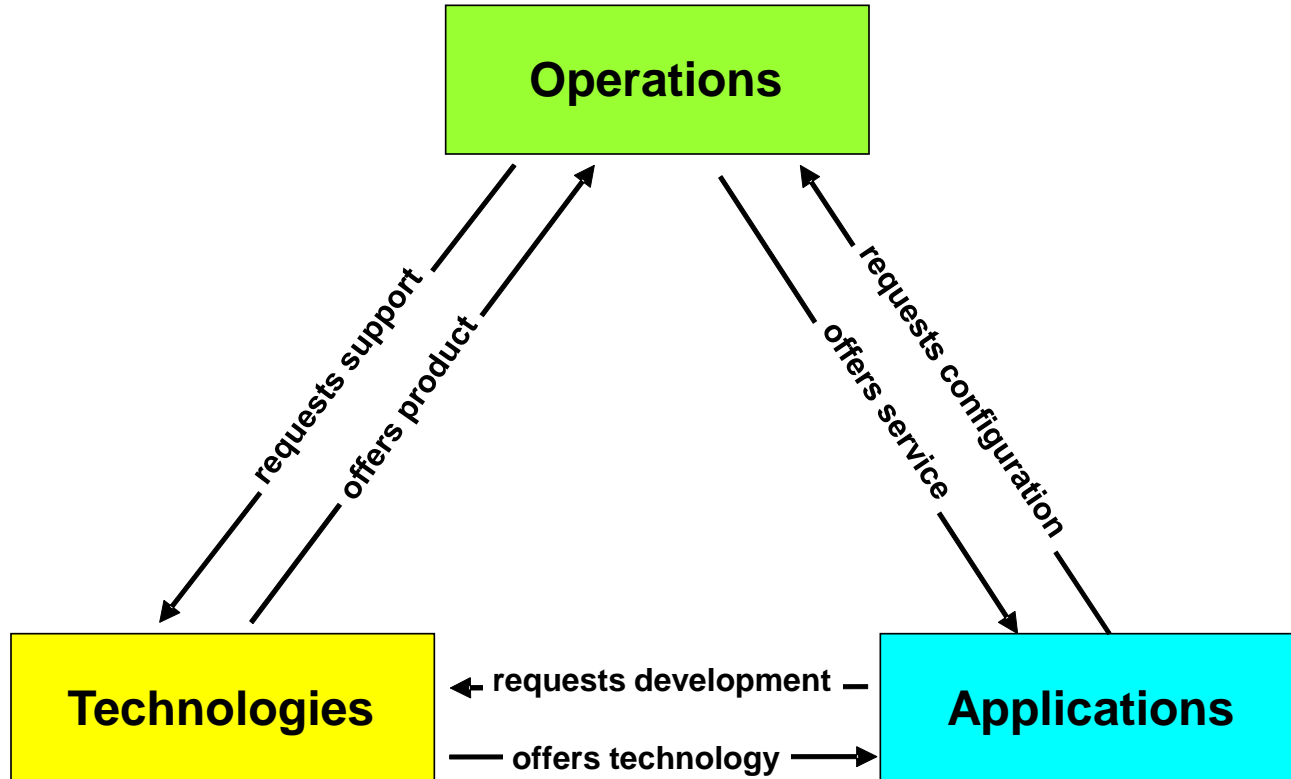 Operations
requests support
offers product
offers service
requests configuration
requests development
Technologies
Applications
offers technology